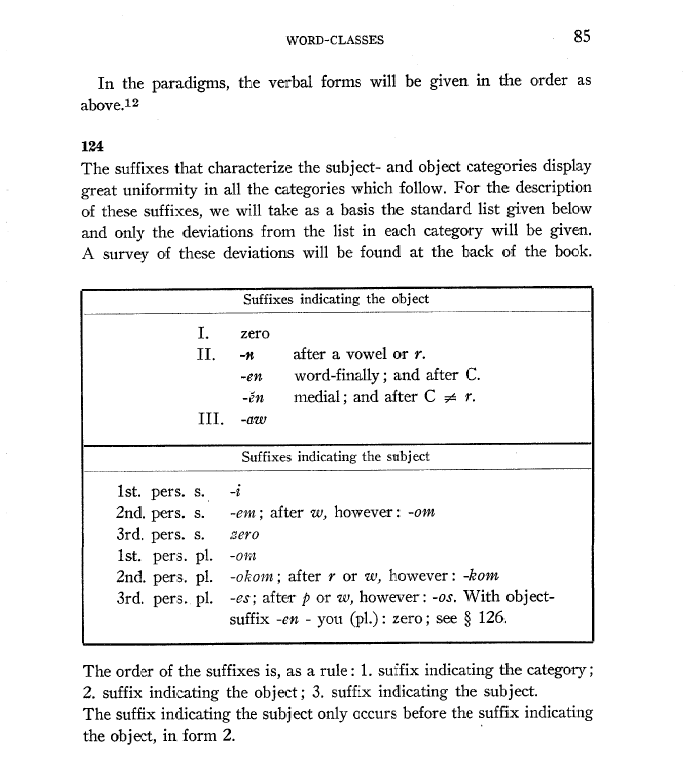 WORD-CLASSES 85
In the paradigms, the verbal forms will be given in the order as
above.12
124
The suffixes that characterize the subject- and object categories display
great uniformity in all the categories which follow. For the description
of these suffixes, we will take as a basis the standard list given below
and only the deviations from the list in each category will be given.
A survey of these deviations will be found at the back of the book.
Suffixes indicating the object
I. zero
II. -n after a vowel or r.
-en word-finally; and after C.
-ĕn medial; and after C ≠ r.
III. -aw
Suffixes indicating the subject
1st. pers. s. -i
2nd. pers. s. -em; after w, however: -om
3rd. pers. s. zero
1st. pers. pl. -om
2nd. pers. pl. -okom; after r or w, however: -kom
3rd. pers. pl. -es; after p or w, however: -os. With object-
suffix -en - you (pl.): zero; see § 126.
The order of the suffixes is, as a rule: 1. suffix indicating the category;
2. suffix indicating the object; 3. suffix indicating the subject.
The suffix indicating the subject only occurs before the suffix indicating
the object, in form 2.